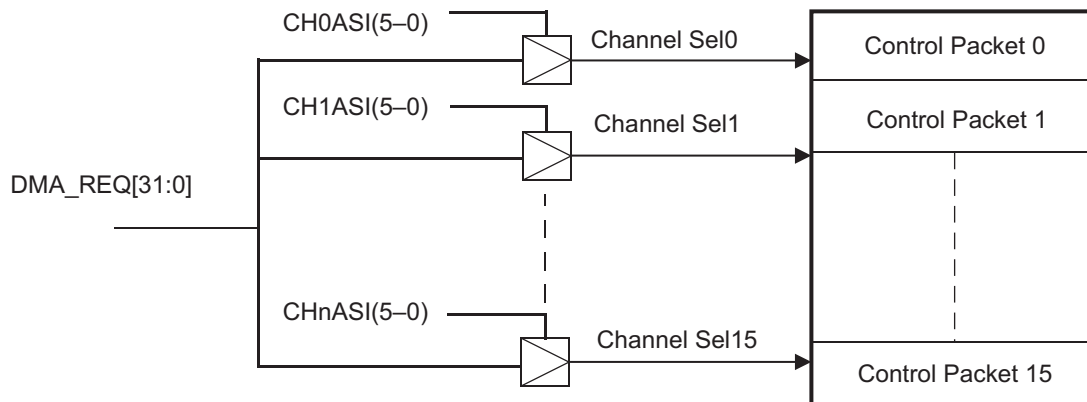 CH0ASI(5–0)
Channel Sel0
Control Packet 0
CH1ASI(5–0)
Channel Sel1
Control Packet 1
DMA_REQ[31:0]
CHnASI(5–0)
Channel Sel15
Control Packet 15